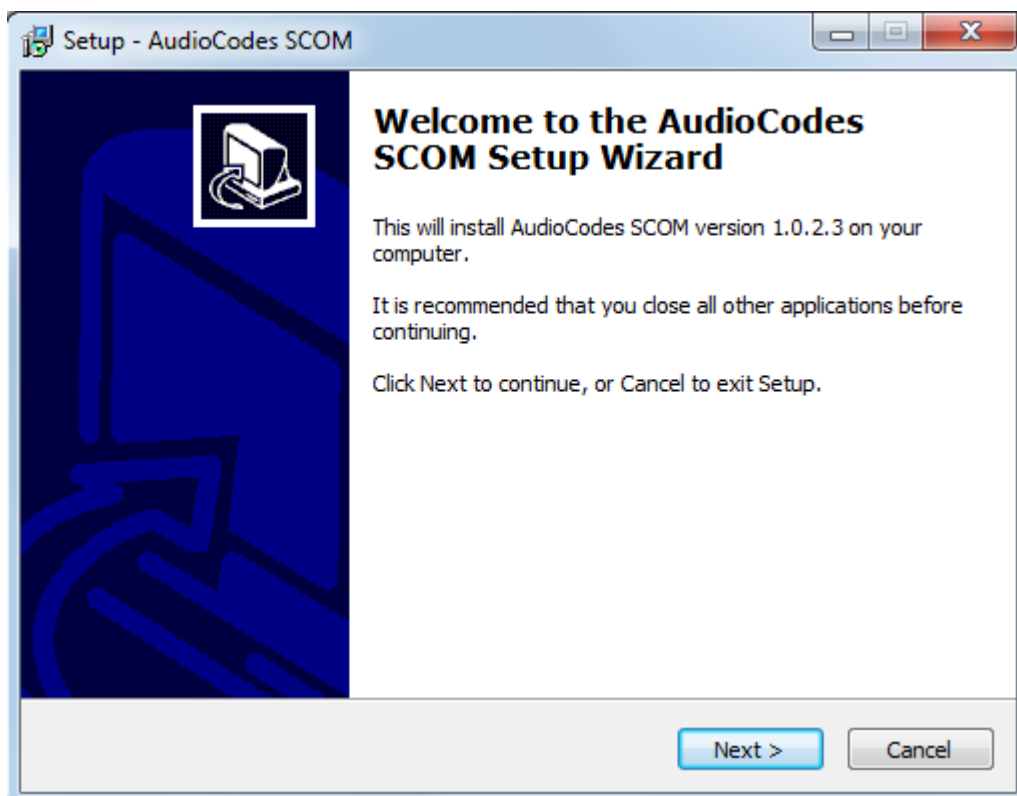 Setup - AudioCodes SCOM
Welcome to the AudioCodes
SCOM Setup Wizard
This will install AudioCodes SCOM version 1.0.2.3 on your
computer.
It is recommended that you close all other applications before
continuing.
Click Next to continue, or Cancel to exit Setup.
Next >
Cancel